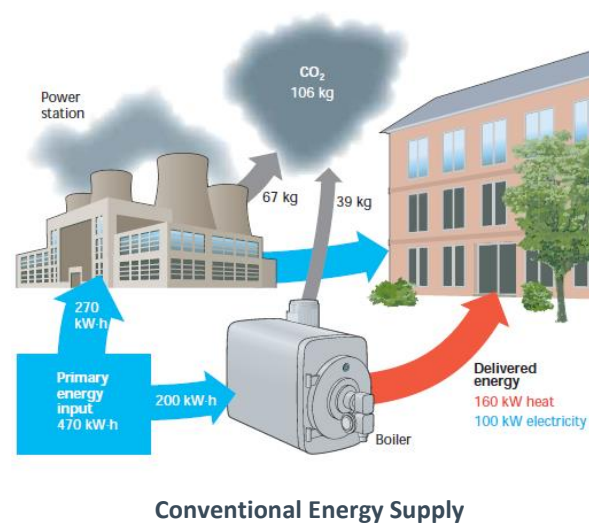 CO₂
106 kg
Power
station
67 kg
39 kg
270
kW·h
Primary
energy
input
470 kW·h
200 kW·h
Boiler
Delivered
energy
160 kW heat
100 kW electricity
Conventional Energy Supply